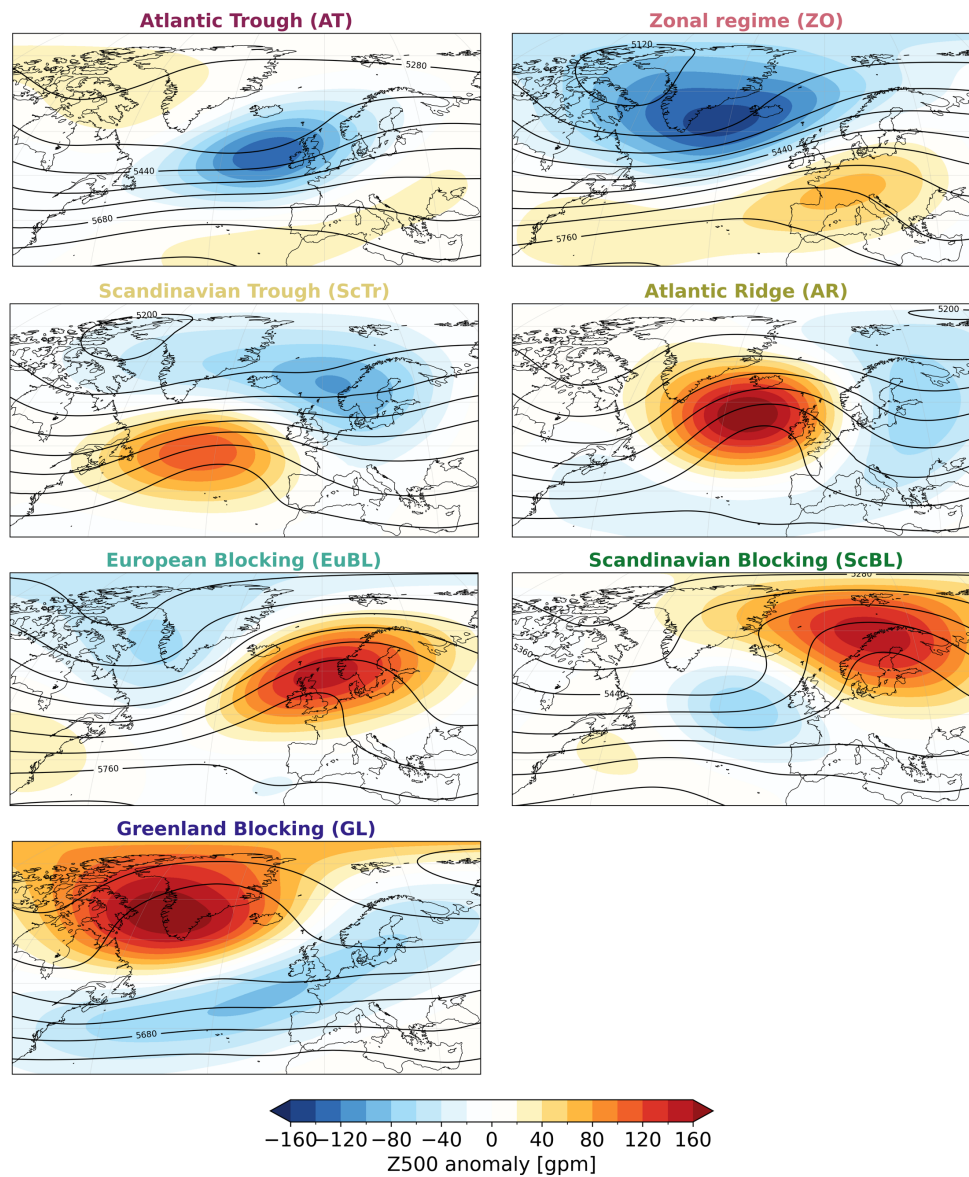 Atlantic Trough (AT)
Zonal regime (ZO)
5280
5440
5680
5120
5440
5760
Scandinavian Trough (ScTr)
Atlantic Ridge (AR)
5200
5200
European Blocking (EuBL)
Scandinavian Blocking (ScBL)
5760
5280
5360
5440
Greenland Blocking (GL)
5680
−160 −120 −80 −40 0 40 80 120 160
Z500 anomaly [gpm]